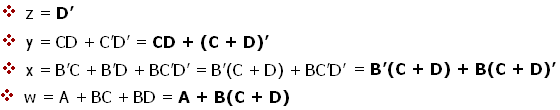 ❖ z = D′
❖ y = CD + C′D′ = CD + (C + D)′
❖ x = B′C + B′D + BC′D′ = B′(C + D) + BC′D′ = B′(C + D) + B(C + D)′
❖ w = A + BC + BD = A + B(C + D)